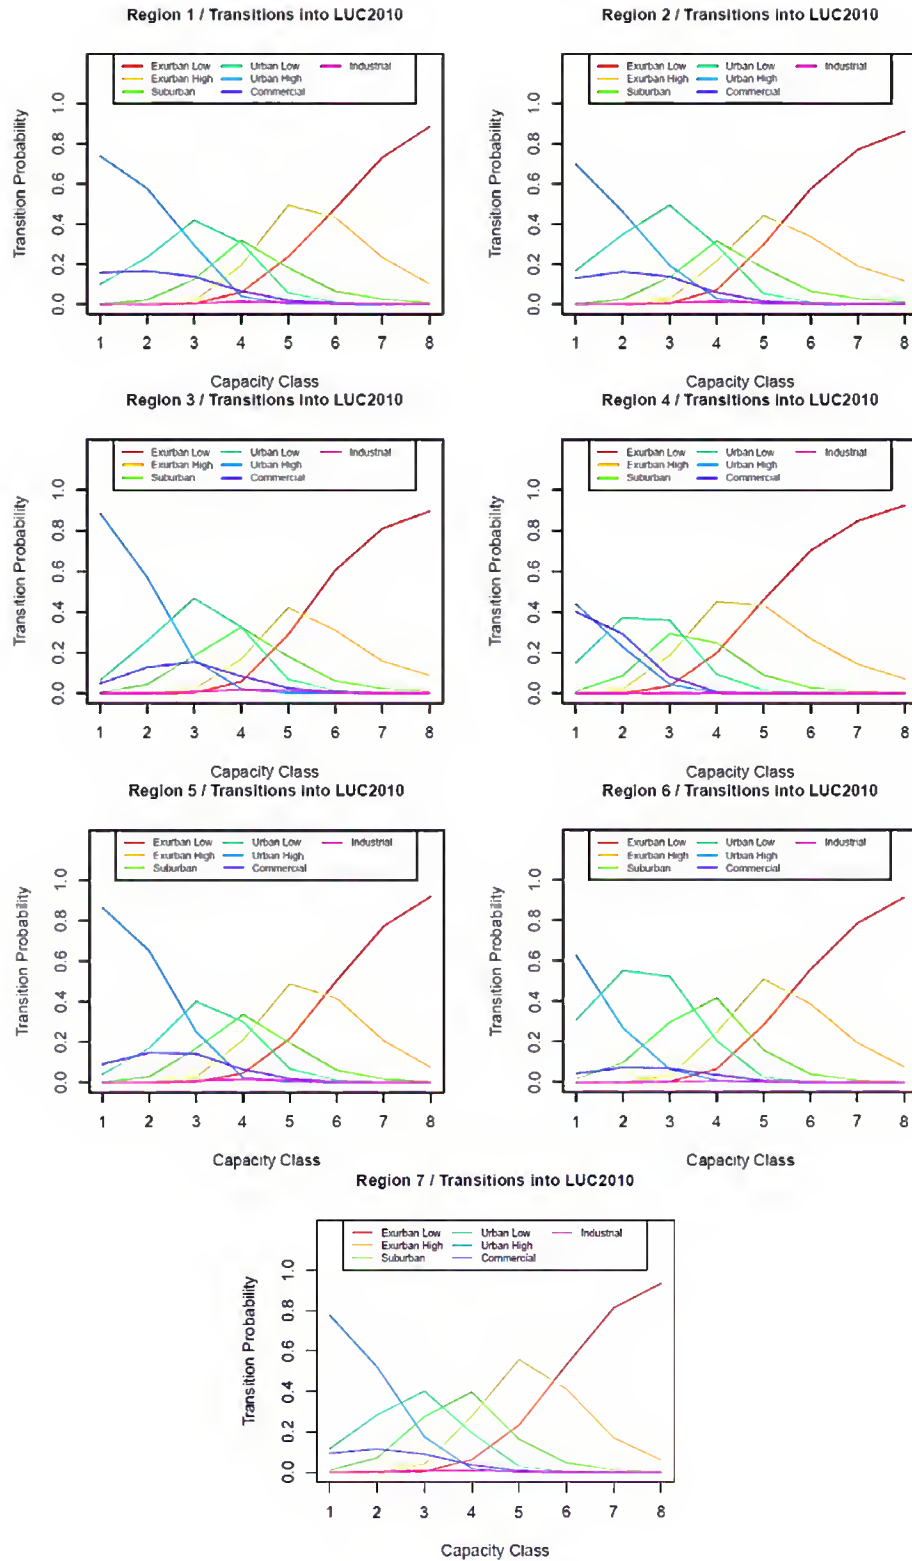 Region 1 / Transitions into LUC2010
Exurban Low Urban Low Industrial
Exurban High Urban High
Suburban Commercial
Transition Probability
0.0 0.2 0.4 0.6 0.8 1.0
1 2 3 4 5 6 7 8
Capacity Class
Region 2 / Transitions into LUC2010
Exurban Low Urban Low Industrial
Exurban High Urban High
Suburban Commercial
Transition Probability
0.0 0.2 0.4 0.6 0.8 1.0
1 2 3 4 5 6 7 8
Capacity Class
Region 3 / Transitions into LUC2010
Exurban Low Urban Low Industrial
Exurban High Urban High
Suburban Commercial
Transition Probability
0.0 0.2 0.4 0.6 0.8 1.0
1 2 3 4 5 6 7 8
Capacity Class
Region 4 / Transitions into LUC2010
Exurban Low Urban Low Industrial
Exurban High Urban High
Suburban Commercial
Transition Probability
0.0 0.2 0.4 0.6 0.8 1.0
1 2 3 4 5 6 7 8
Capacity Class
Region 5 / Transitions into LUC2010
Exurban Low Urban Low Industrial
Exurban High Urban High
Suburban Commercial
Transition Probability
0.0 0.2 0.4 0.6 0.8 1.0
1 2 3 4 5 6 7 8
Capacity Class
Region 6 / Transitions into LUC2010
Exurban Low Urban Low Industrial
Exurban High Urban High
Suburban Commercial
Transition Probability
0.0 0.2 0.4 0.6 0.8 1.0
1 2 3 4 5 6 7 8
Capacity Class
Region 7 / Transitions into LUC2010
Exurban Low Urban Low Industrial
Exurban High Urban High
Suburban Commercial
Transition Probability
0.0 0.2 0.4 0.6 0.8 1.0
1 2 3 4 5 6 7 8
Capacity Class